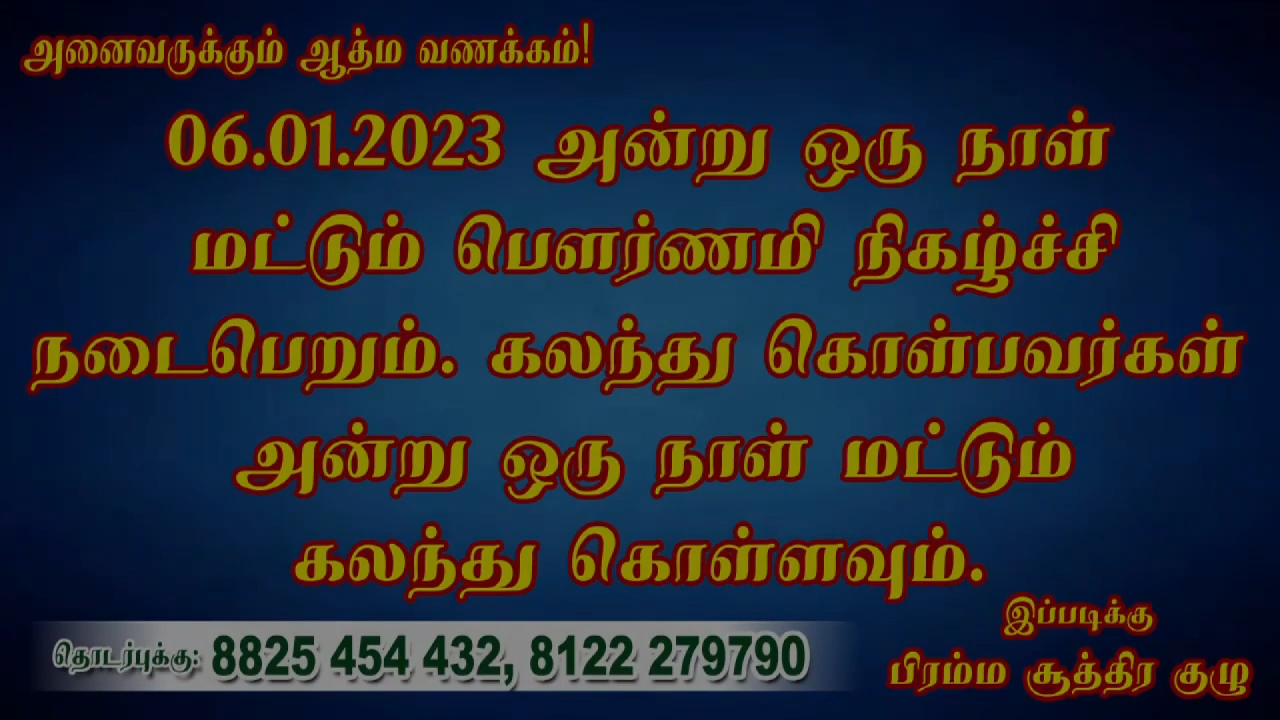 அனைவருக்கும் ஆத்ம வணக்கம்!
06.01.2023 அன்று ஒரு நாள்
மட்டும் பௌர்ணமி நிகழ்ச்சி
நடைபெறும். கலந்து கொள்பவர்கள்
அன்று ஒரு நாள் மட்டும்
கலந்து கொள்ளவும்.
இப்படிக்கு
தொடர்புக்கு: 8825 454 432, 8122 279790
பிரம்ம சூத்திர குழு